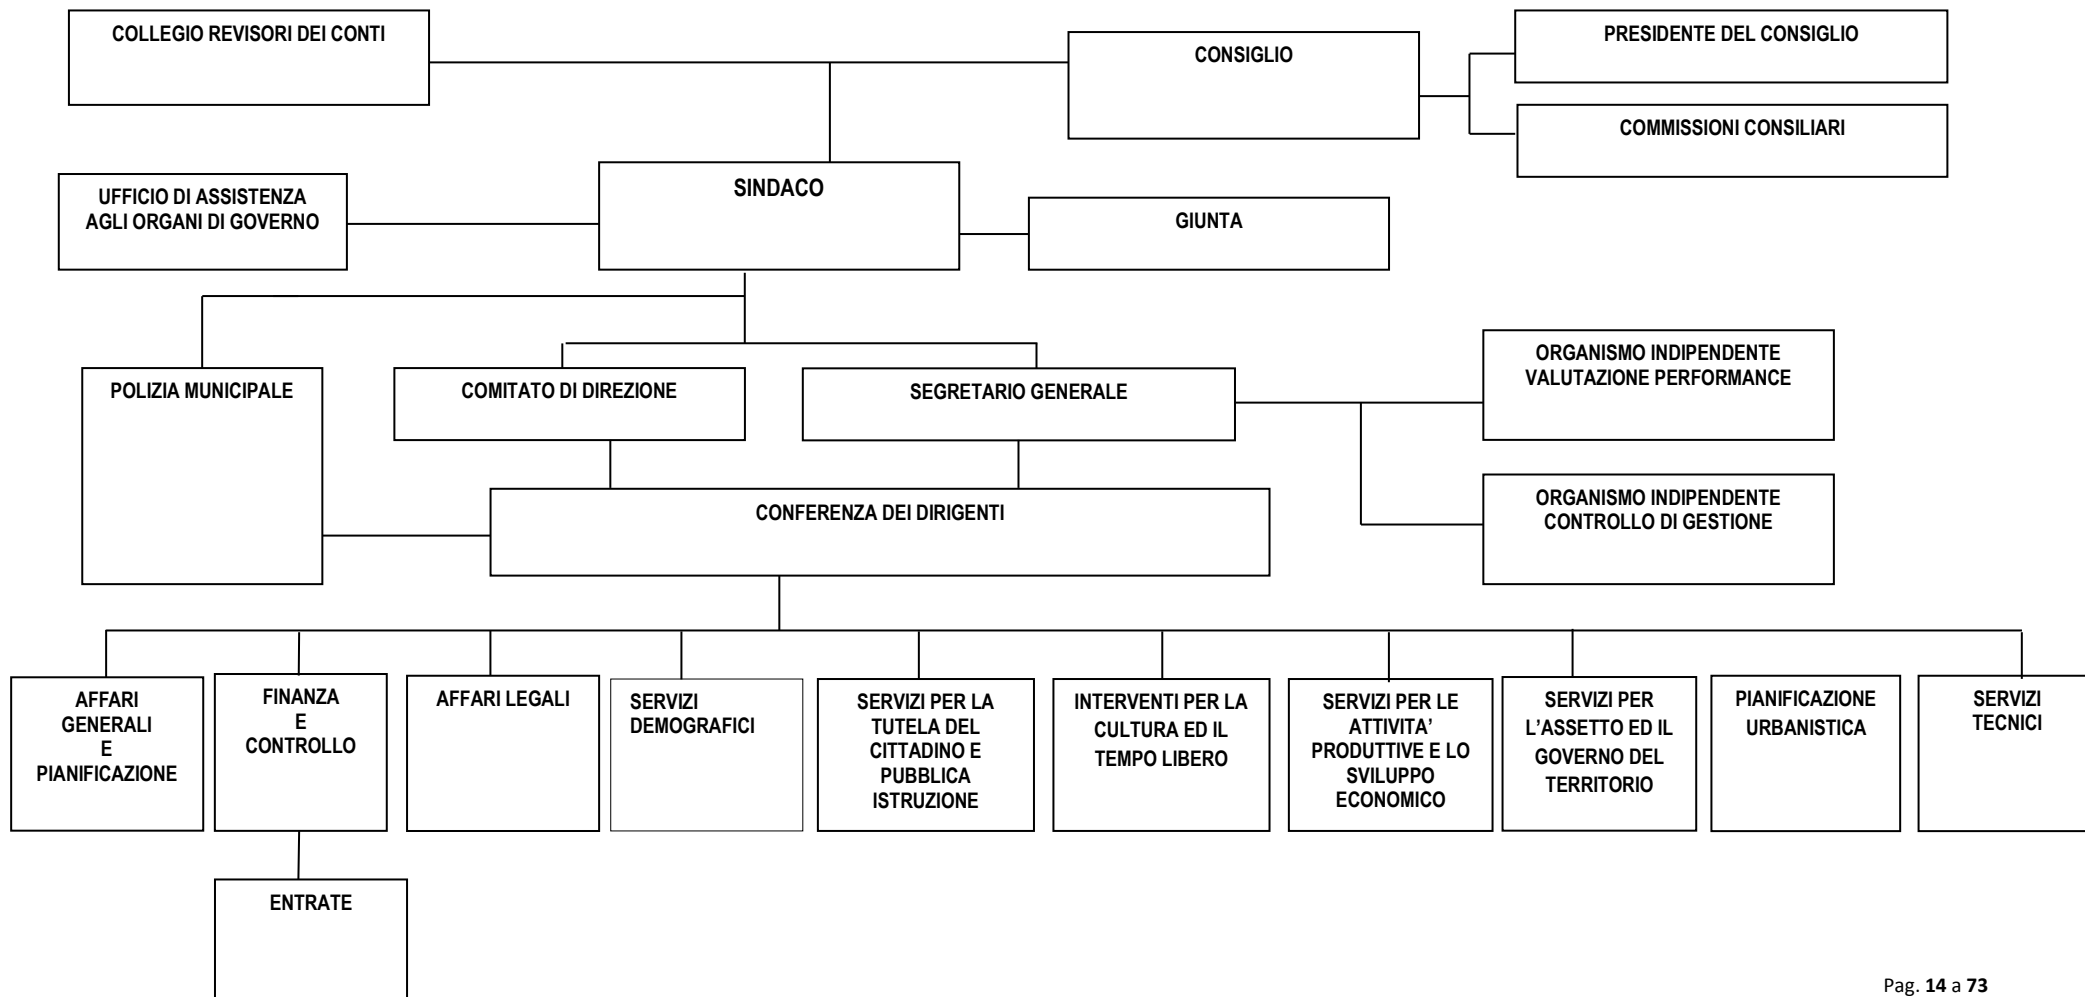 COLLEGIO REVISORI DEI CONTI
CONSIGLIO
PRESIDENTE DEL CONSIGLIO
COMMISSIONI CONSILIARI
UFFICIO DI ASSISTENZA
AGLI ORGANI DI GOVERNO
SINDACO
GIUNTA
POLIZIA MUNICIPALE
COMITATO DI DIREZIONE
SEGRETARIO GENERALE
ORGANISMO INDIPENDENTE
VALUTAZIONE PERFORMANCE
CONFERENZA DEI DIRIGENTI
ORGANISMO INDIPENDENTE
CONTROLLO DI GESTIONE
AFFARI
GENERALI
E
PIANIFICAZIONE
FINANZA
E
CONTROLLO
AFFARI LEGALI
SERVIZI
DEMOGRAFICI
SERVIZI PER LA
TUTELA DEL
CITTADINO E
PUBBLICA
ISTRUZIONE
INTERVENTI PER LA
CULTURA ED IL
TEMPO LIBERO
SERVIZI PER LE
ATTIVITA’
PRODUTTIVE E LO
SVILUPPO
ECONOMICO
SERVIZI PER
L’ASSETTO ED IL
GOVERNO DEL
TERRITORIO
PIANIFICAZIONE
URBANISTICA
SERVIZI
TECNICI
ENTRATE
Pag. 14 a 73